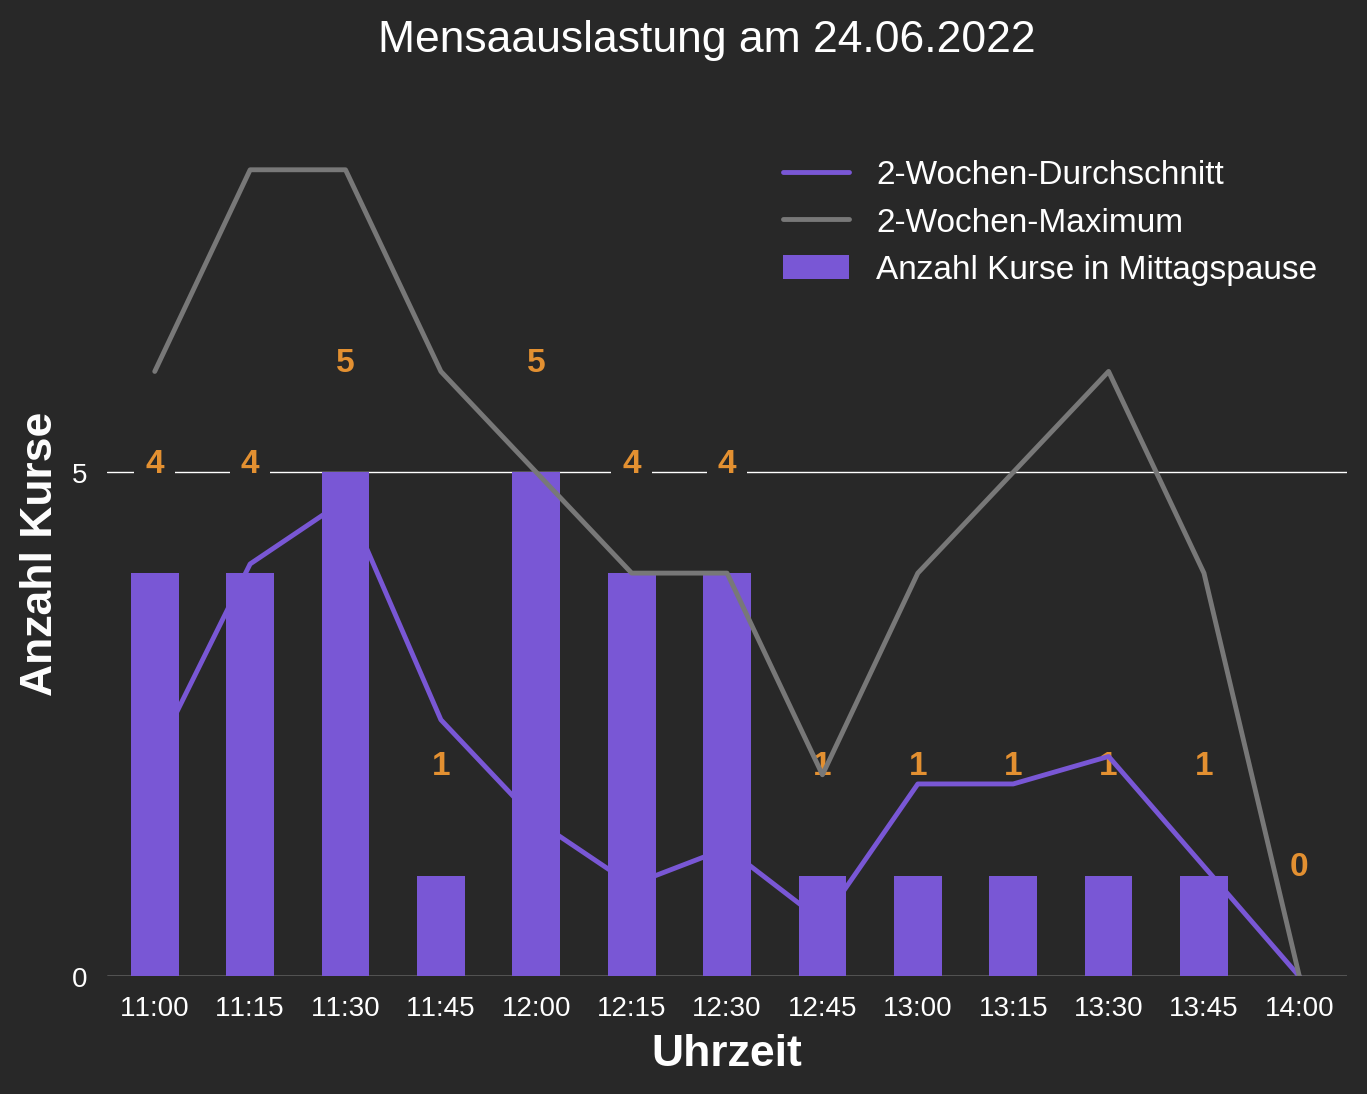 Mensaauslastung am 24.06.2022
2-Wochen-Durchschnitt
2-Wochen-Maximum
Anzahl Kurse in Mittagspause
5 5
4 4 4 4
1 1 1 1 1 1
0
Anzahl Kurse
5
0
11:00 11:15 11:30 11:45 12:00 12:15 12:30 12:45 13:00 13:15 13:30 13:45 14:00
Uhrzeit